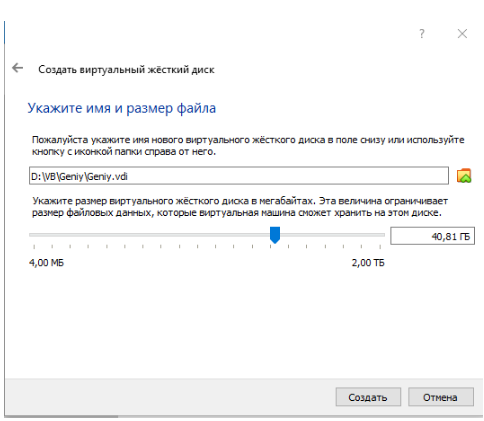 ?
Создать виртуальный жёсткий диск
Укажите имя и размер файла
Пожалуйста укажите имя нового виртуального жёсткого диска в поле снизу или используйте
кнопку с иконкой папки справа от него.
D:\VB\Geniy\Geniy.vdi
Укажите размер виртуального жёсткого диска в мегабайтах. Эта величина ограничивает
размер файловых данных, которые виртуальная машина сможет хранить на этом диске.
40,81 ГБ
4,00 МБ 2,00 ТБ
Создать Отмена